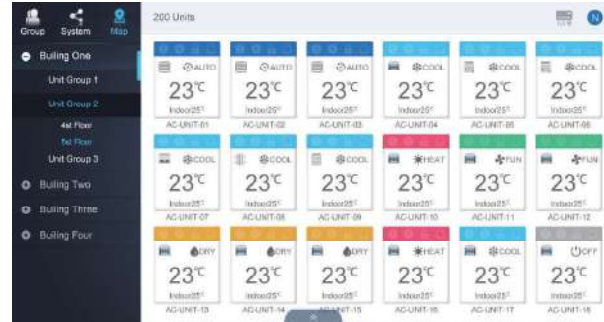 Group System Map
200 Units
N
Builing One
Unit Group 1
Unit Group 2
4st Floor
5st Floor
Unit Group 3
Builing Two
Builing Three
Builing Four
AUTO AUTO AUTO COOL COOL COOL
23°C 23°C 23°C 23°C 23°C 23°C
Indoor25° Indoor25° Indoor25° Indoor25° Indoor25° Indoor25°
AC-UNIT-01 AC-UNIT-02 AC-UNIT-03 AC-UNIT-04 AC-UNIT-05 AC-UNIT-06
COOL COOL COOL HEAT FUN FUN
23°C 23°C 23°C 23°C 23°C 23°C
Indoor25° Indoor25° Indoor25° Indoor25° Indoor25° Indoor25°
AC-UNIT-07 AC-UNIT-08 AC-UNIT-09 AC-UNIT-10 AC-UNIT-11 AC-UNIT-12
DRY DRY DRY HEAT COOL OFF
23°C 23°C 23°C 23°C 23°C 23°C
Indoor25° Indoor25° Indoor25° Indoor25° Indoor25° Indoor25°
AC-UNIT-13 AC-UNIT-14 AC-UNIT-15 AC-UNIT-16 AC-UNIT-17 AC-UNIT-18